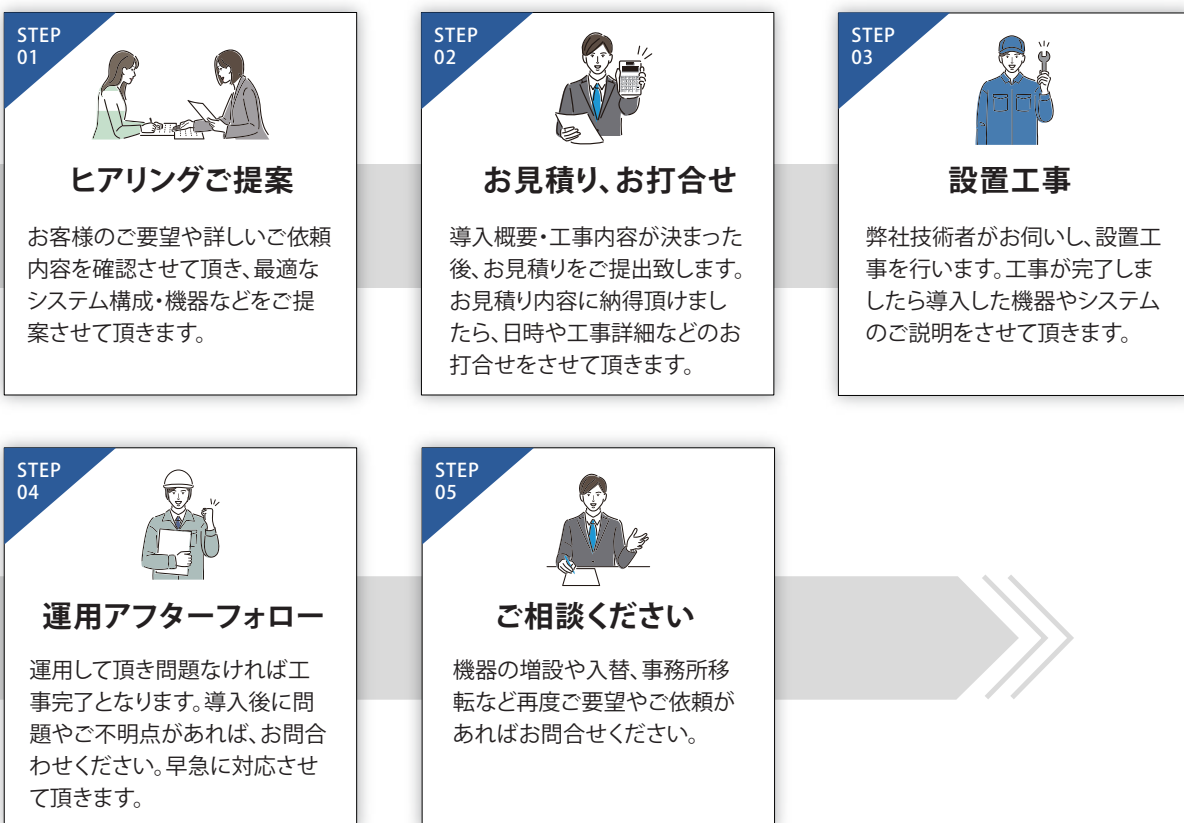 STEP
01
ヒアリングご提案
お客様のご要望や詳しいご依頼
内容を確認させて頂き、最適な
システム構成・機器などをご提
案させて頂きます。
STEP
02
お見積り、お打合せ
導入概要・工事内容が決まった
後、お見積りをご提出致します。
お見積り内容に納得頂けまし
たら、日時や工事詳細などのお
打合せをさせて頂きます。
STEP
03
設置工事
弊社技術者がお伺いし、設置工
事を行います。工事が完了しま
したら導入した機器やシステム
のご説明をさせて頂きます。
STEP
04
運用アフターフォロー
運用して頂き問題なければ工
事完了となります。導入後に問
題やご不明点があれば、お問合
わせください。早急に対応させ
て頂きます。
STEP
05
ご相談ください
機器の増設や入替、事務所移
転など再度ご要望やご依頼が
あればお問合せください。